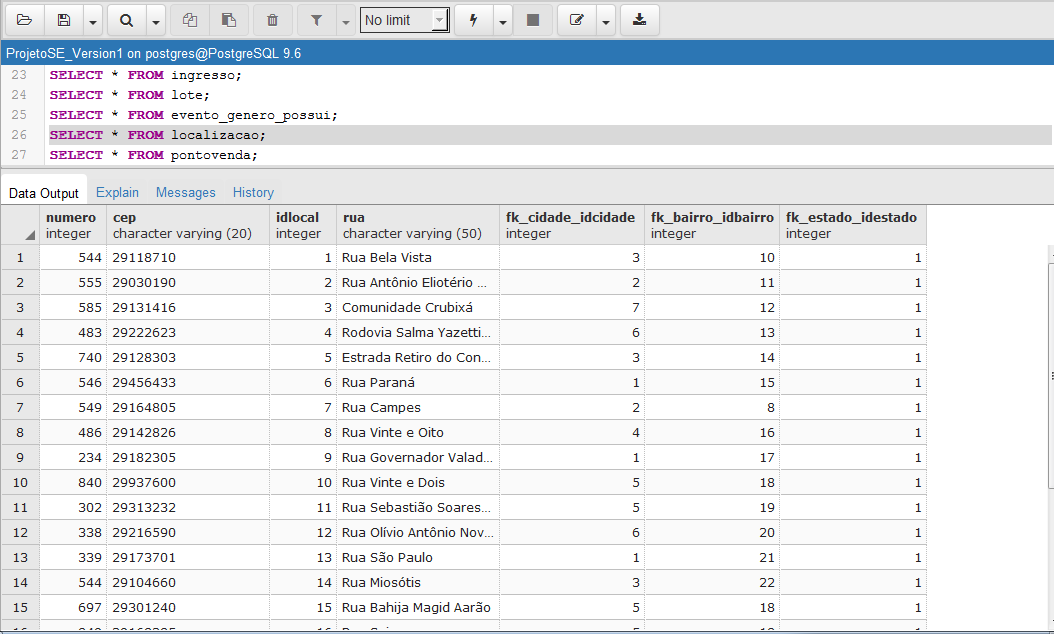 No limit
ProjetoSE_Version1 on postgres@PostgreSQL 9.6
23 SELECT * FROM ingresso;
24 SELECT * FROM lote;
25 SELECT * FROM evento_genero_possui;
26 SELECT * FROM localizacao;
27 SELECT * FROM pontovenda;
Data Output Explain Messages History
numero cep idlocal rua fk_cidade_idcidade fk_bairro_idbairro fk_estado_idestado
integer character varying (20) integer character varying (50) integer integer integer
1 544 29118710 1 Rua Bela Vista 3 10 1
2 555 29030190 2 Rua Antônio Eliotério ... 2 11 1
3 585 29131416 3 Comunidade Crubixá 7 12 1
4 483 29222623 4 Rodovia Salma Yazetti... 6 13 1
5 740 29128303 5 Estrada Retiro do Con... 3 14 1
6 546 29456433 6 Rua Paraná 1 15 1
7 549 29164805 7 Rua Campes 2 8 1
8 486 29142826 8 Rua Vinte e Oito 4 16 1
9 234 29182305 9 Rua Governador Valad... 1 17 1
10 840 29937600 10 Rua Vinte e Dois 5 18 1
11 302 29313232 11 Rua Sebastião Soares... 5 19 1
12 338 29216590 12 Rua Olívio Antônio Nov... 6 20 1
13 339 29173701 13 Rua São Paulo 1 21 1
14 544 29104660 14 Rua Miosótis 3 22 1
15 697 29301240 15 Rua Bahija Magid Aarão 5 18 1